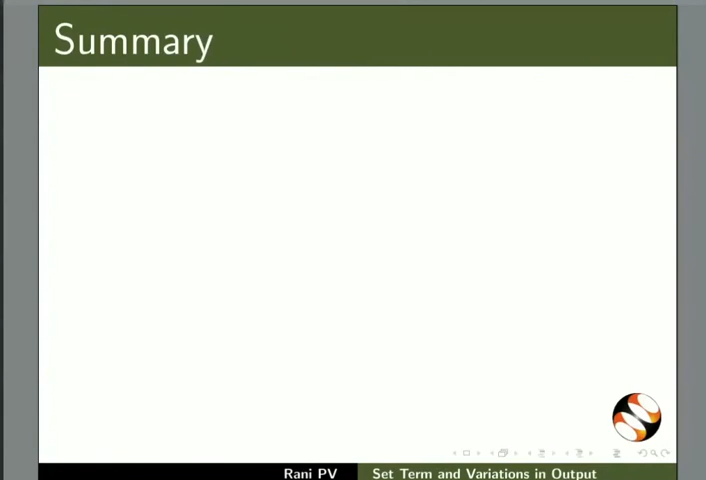 Summary
Rani PV
Set Term and Variations in Output